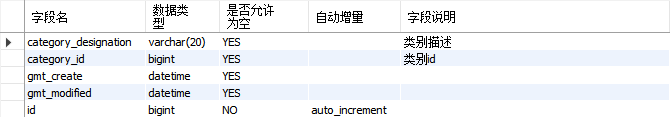 字段名 数据类型 是否允许为空 自动增量 字段说明
category_designation varchar(20) YES 类别描述
category_id bigint YES 类别id
gmt_create datetime YES
gmt_modified datetime YES
id bigint NO auto_increment